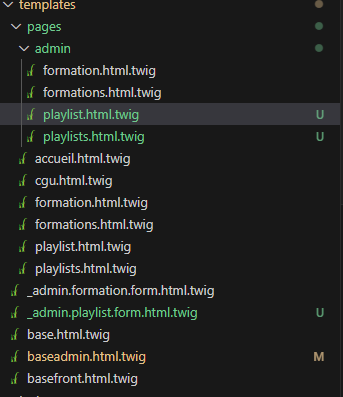 templates
pages
admin
formation.html.twig
formations.html.twig
playlist.html.twig U
playlists.html.twig U
accueil.html.twig
cgu.html.twig
formation.html.twig
formations.html.twig
playlist.html.twig
playlists.html.twig
_admin.formation.form.html.twig
_admin.playlist.form.html.twig U
base.html.twig
baseadmin.html.twig M
basefront.html.twig